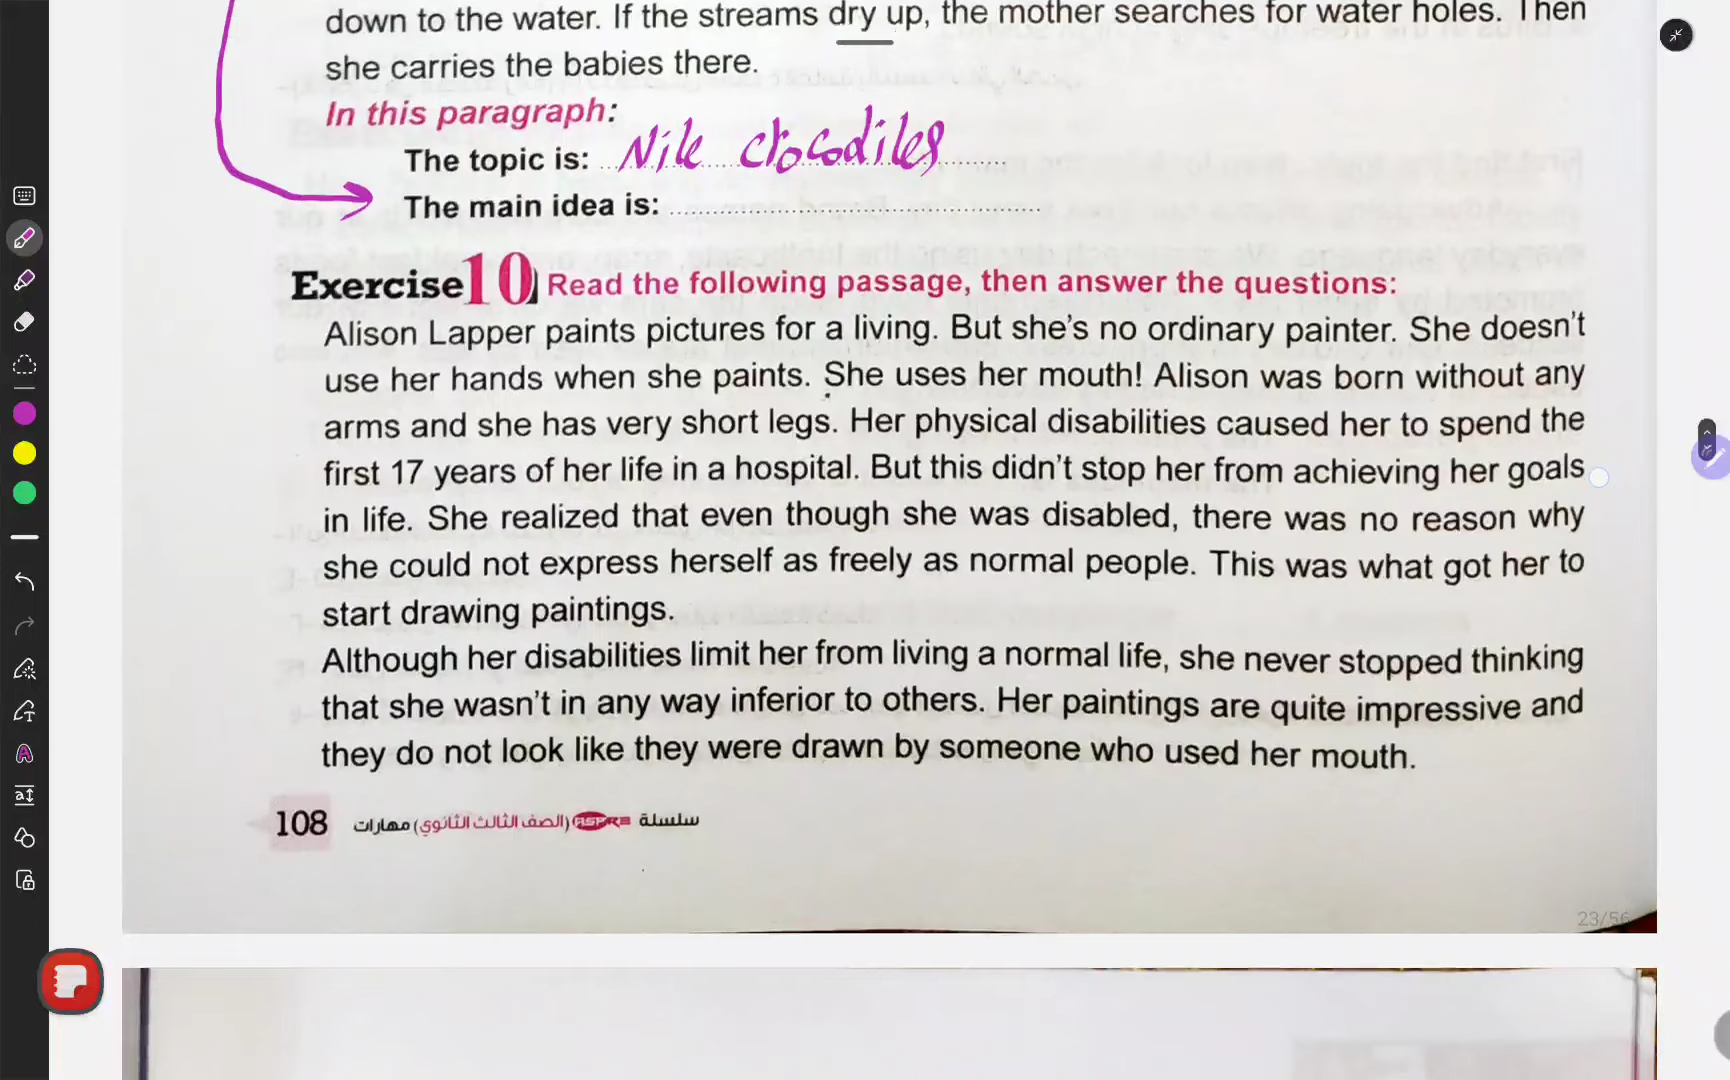 down to the water. If the streams dry up, the mother searches for water holes. Then
she carries the babies there.
In this paragraph:
The topic is: Nile crocodiles
The main idea is:
Exercise 10 Read the following passage, then answer the questions:
Alison Lapper paints pictures for a living. But she's no ordinary painter. She doesn't
use her hands when she paints. She uses her mouth! Alison was born without any
arms and she has very short legs. Her physical disabilities caused her to spend the
first 17 years of her life in a hospital. But this didn't stop her from achieving her goals
in life. She realized that even though she was disabled, there was no reason why
she could not express herself as freely as normal people. This was what got her to
start drawing paintings.
Although her disabilities limit her from living a normal life, she never stopped thinking
that she wasn't in any way inferior to others. Her paintings are quite impressive and
they do not look like they were drawn by someone who used her mouth.
108 سلسلة ASPIRE (الصف الثالث الثانوي) مهارات
23/56